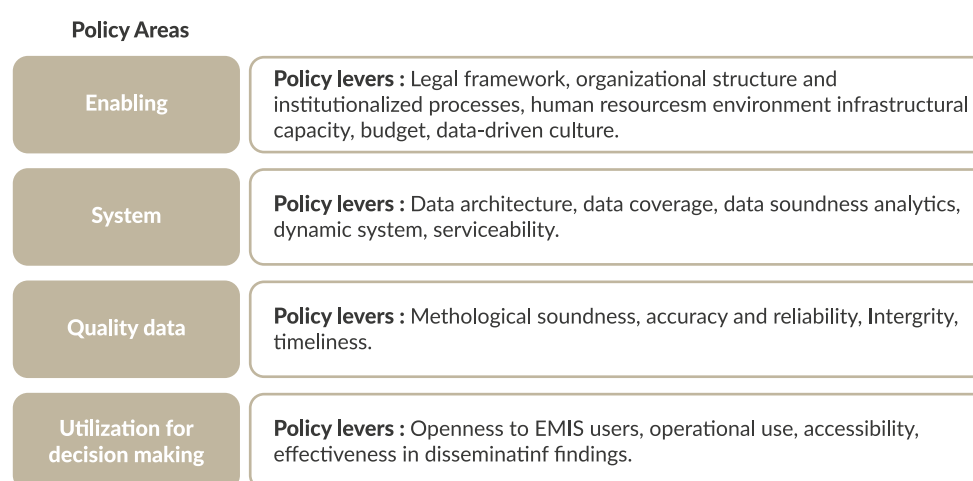 Policy Areas
Enabling
Policy levers : Legal framework, organizational structure and
institutionalized processes, human resourcesm environment infrastructural
capacity, budget, data-driven culture.
System
Policy levers : Data architecture, data coverage, data soundness analytics,
dynamic system, serviceability.
Quality data
Policy levers : Methological soundness, accuracy and reliability, Intergrity,
timeliness.
Utilization for
decision making
Policy levers : Openness to EMIS users, operational use, accessibility,
effectiveness in disseminatinf findings.